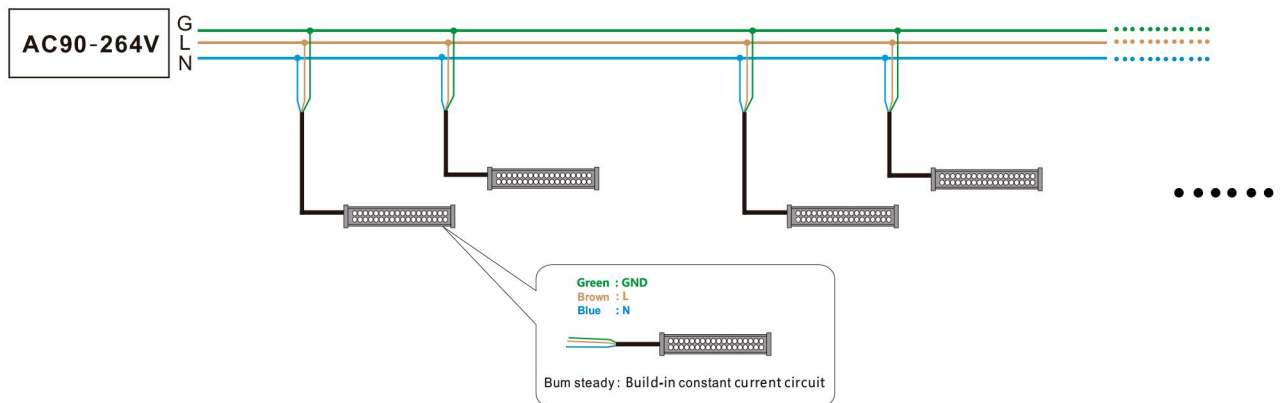 G
AC90-264V L
N
Green : GND
Brown : L
Blue : N
Bum steady: Build-in constant current circuit